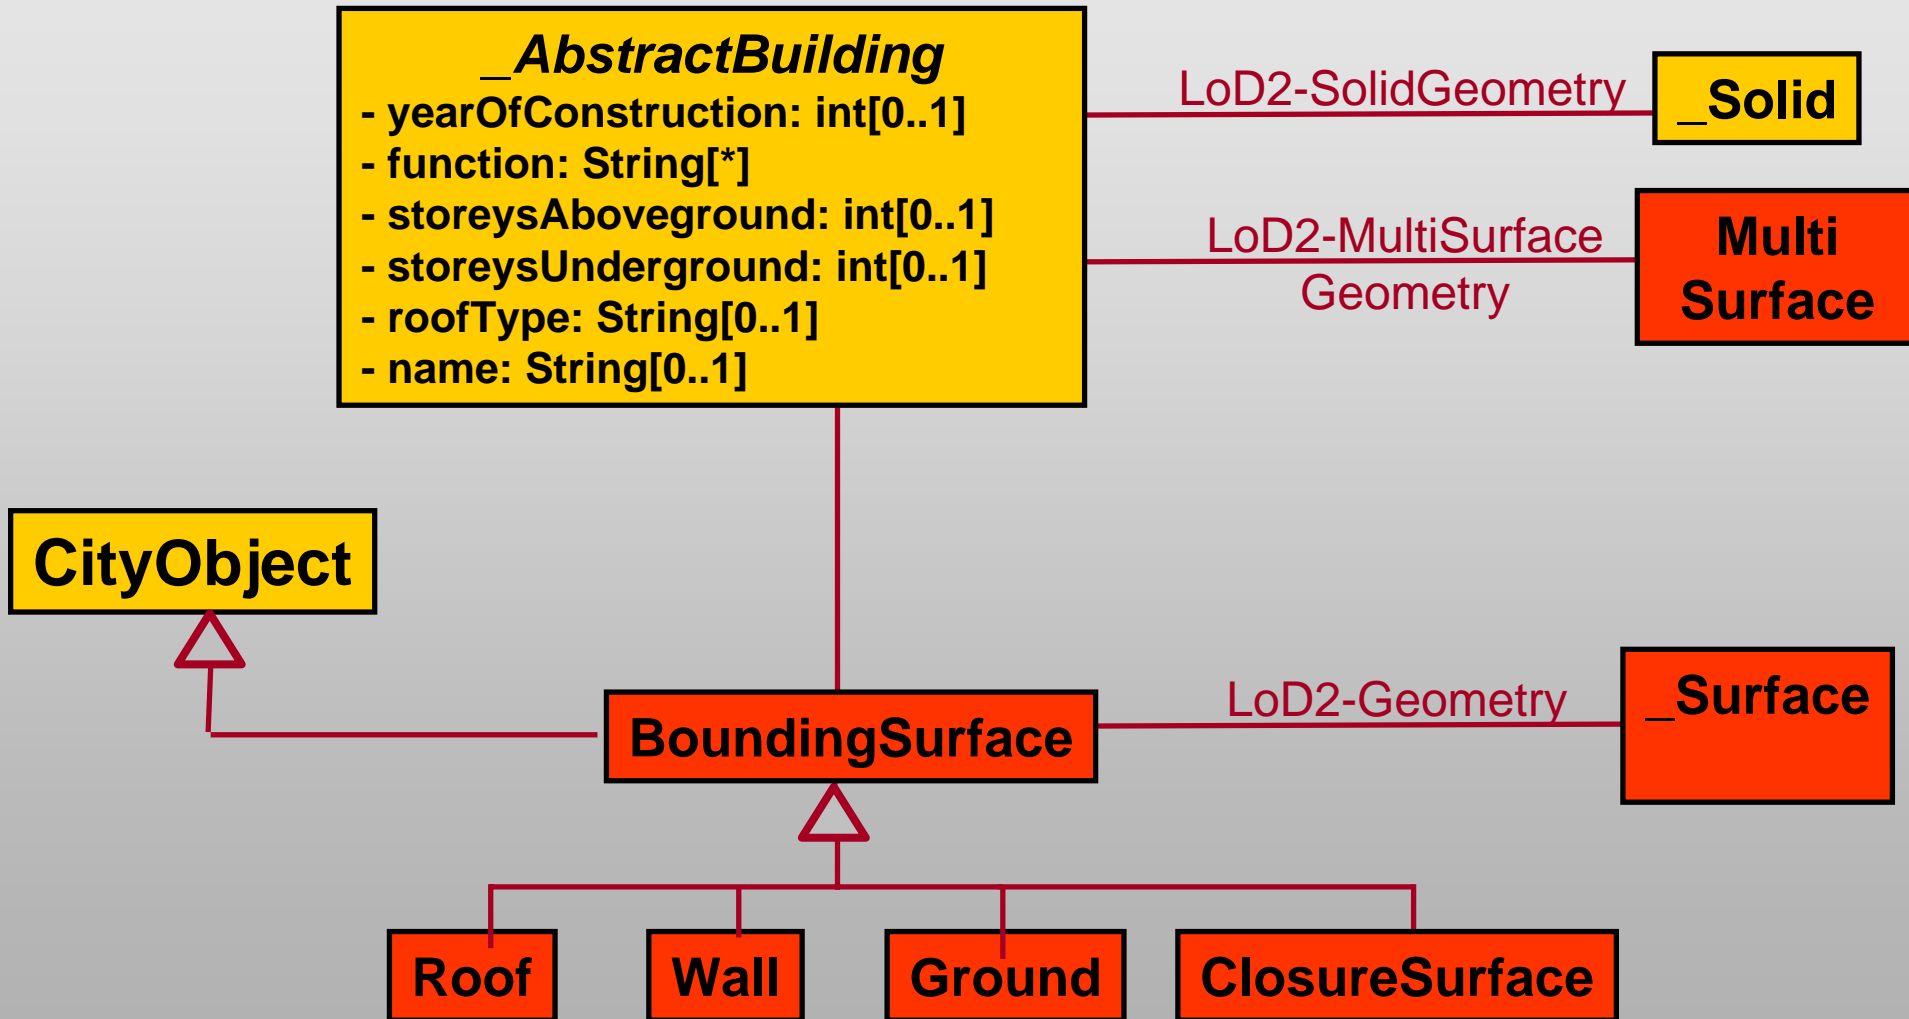 _AbstractBuilding
- yearOfConstruction: int[0..1]
- function: String[*]
- storeysAboveground: int[0..1]
- storeysUnderground: int[0..1]
- roofType: String[0..1]
- name: String[0..1]
LoD2-SolidGeometry
_Solid
LoD2-MultiSurface
Geometry
Multi
Surface
CityObject
BoundingSurface
LoD2-Geometry
_Surface
Roof
Wall
Ground
ClosureSurface